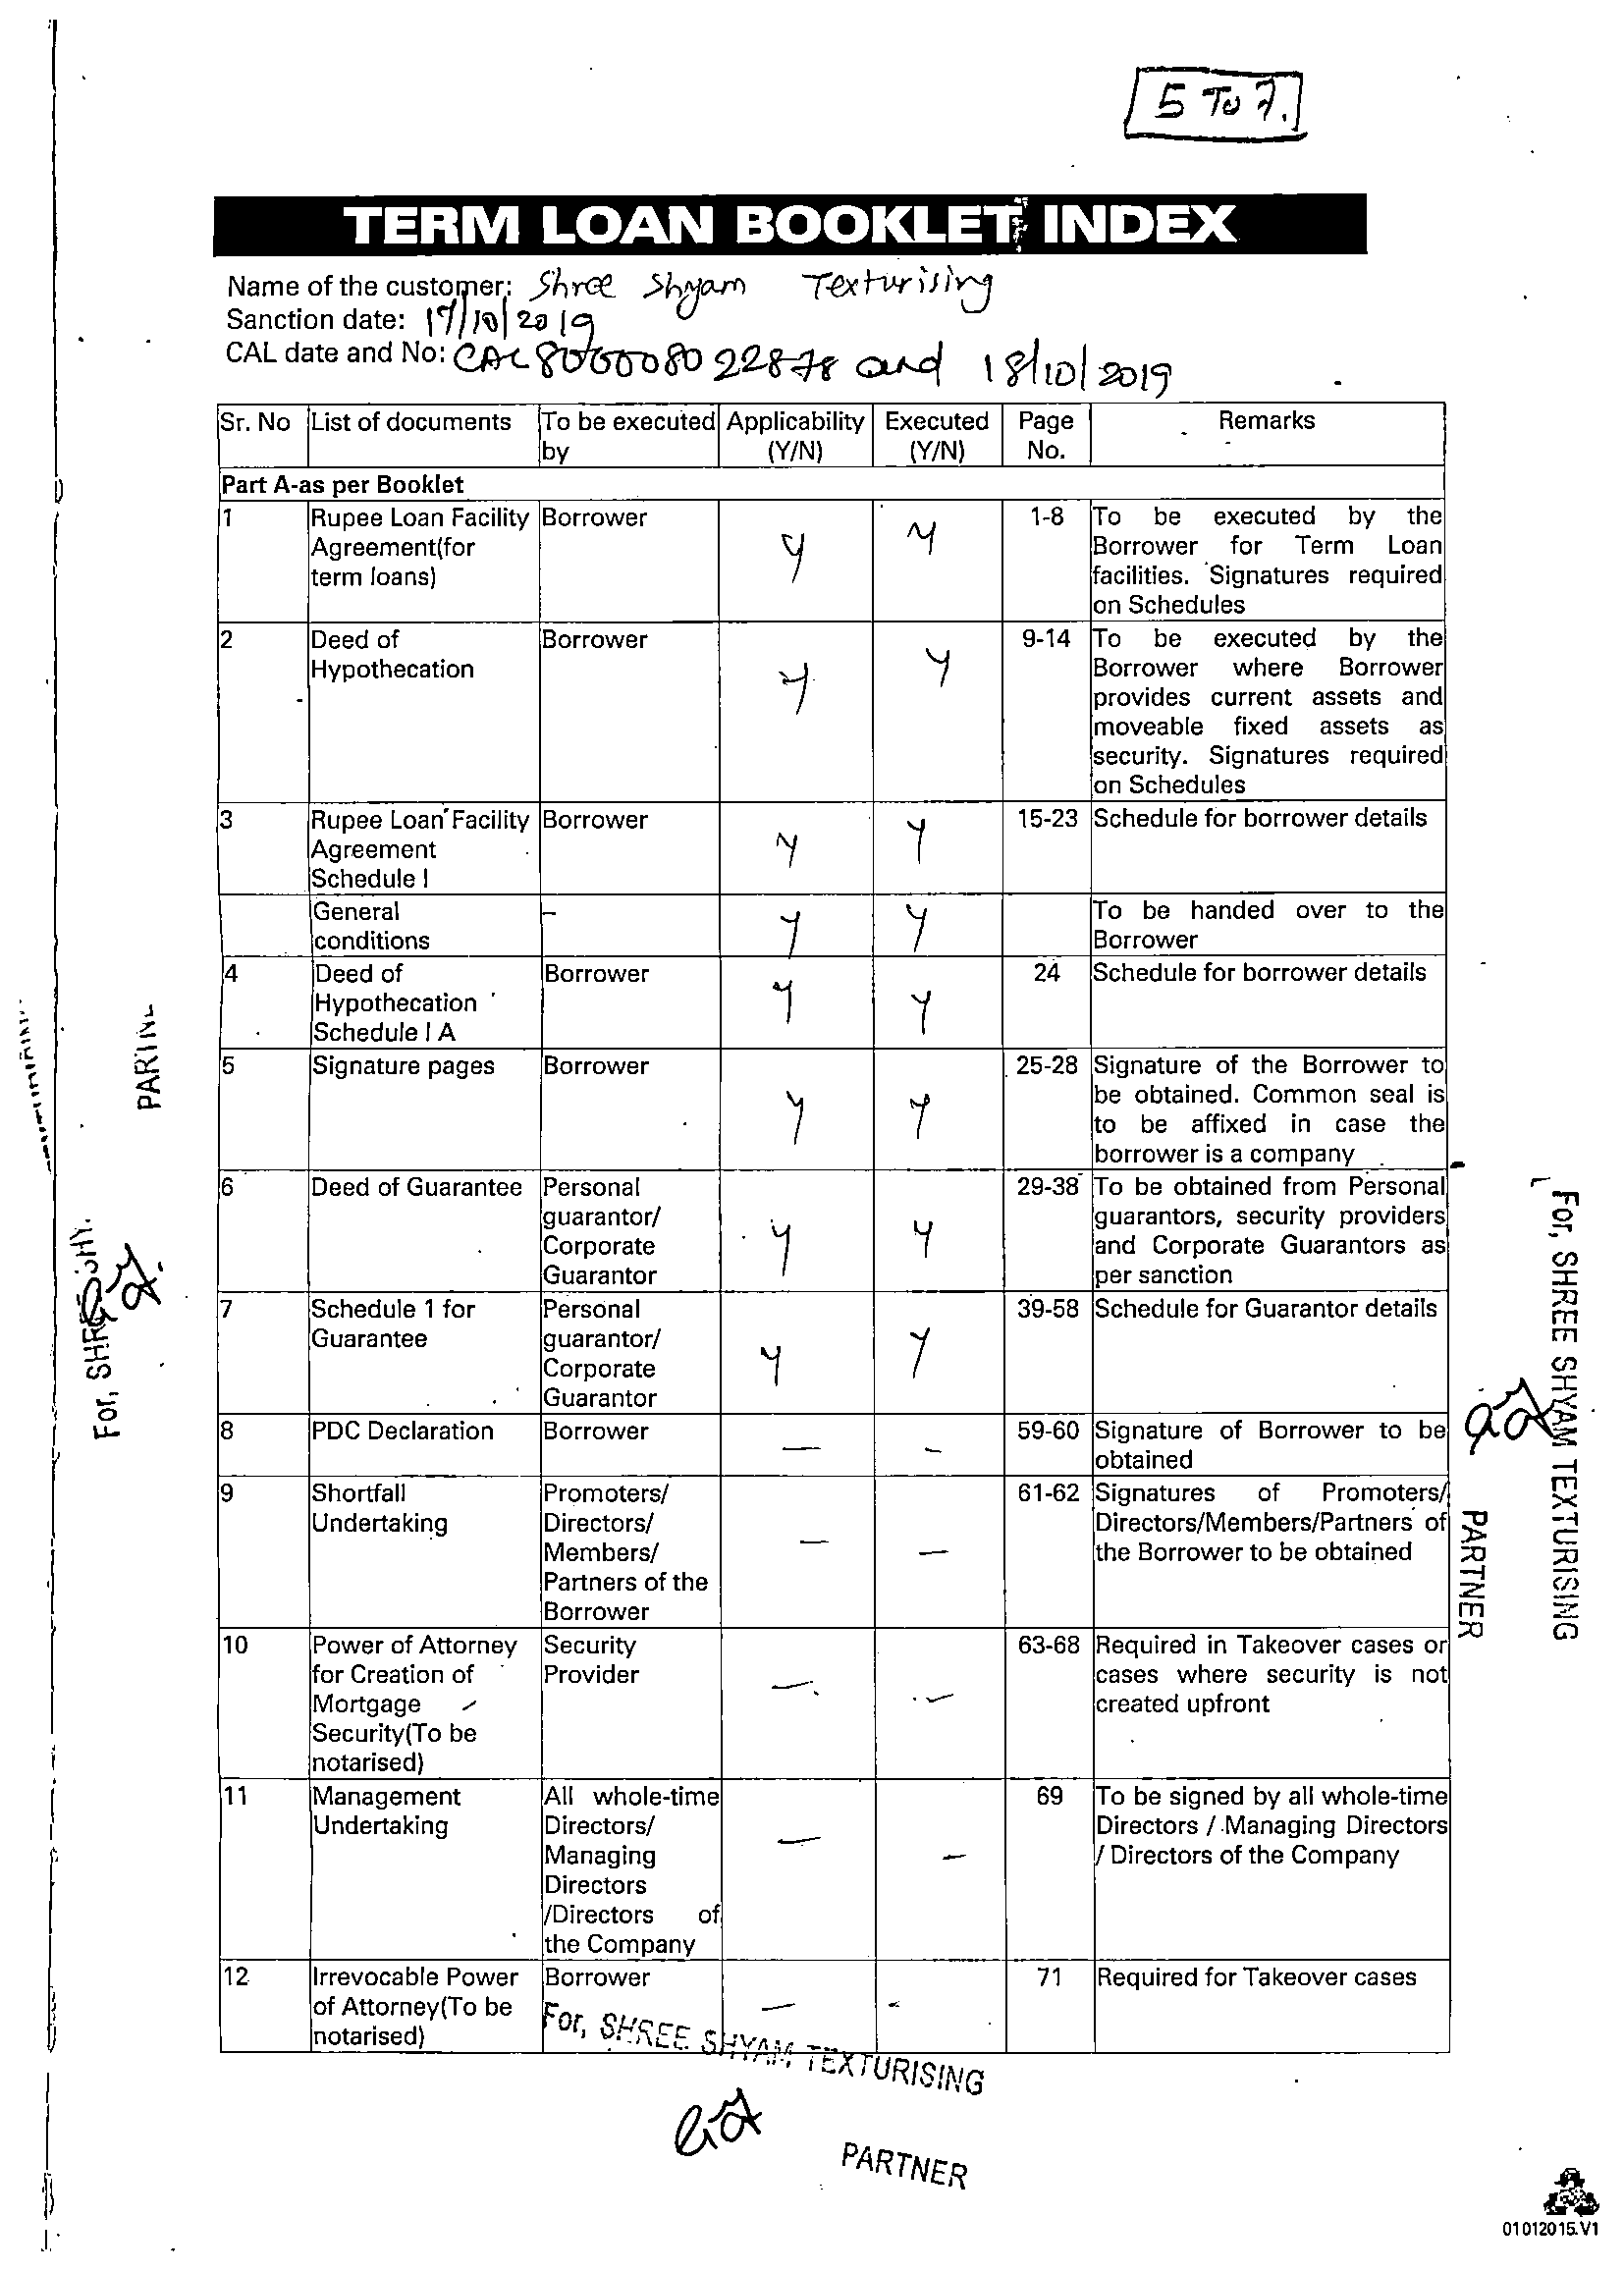 5 To 7.
TERM LOAN BOOKLET INDEX
Name of the customer: Shree Shyam Texturising
Sanction date: 17/10/2019
CAL date and No: CAL and 18/10/2019
Sr. No List of documents To be executed by Applicability (Y/N) Executed (Y/N) Page No. Remarks
Part A-as per Booklet
1 Rupee Loan Facility Agreement(for term loans) Borrower Y Y 1-8 To be executed by the Borrower for Term Loan facilities. Signatures required on Schedules
2 Deed of Hypothecation Borrower Y Y 9-14 To be executed by the Borrower where Borrower provides current assets and moveable fixed assets as security. Signatures required on Schedules
3 Rupee Loan Facility Agreement Schedule I Borrower Y Y 15-23 Schedule for borrower details
General conditions - Y Y To be handed over to the Borrower
4 Deed of Hypothecation Schedule I A Borrower Y Y 24 Schedule for borrower details
5 Signature pages Borrower Y Y 25-28 Signature of the Borrower to be obtained. Common seal is to be affixed in case the borrower is a company
6 Deed of Guarantee Personal guarantor/ Corporate Guarantor Y Y 29-38 To be obtained from Personal guarantors, security providers and Corporate Guarantors as per sanction
7 Schedule 1 for Guarantee Personal guarantor/ Corporate Guarantor Y Y 39-58 Schedule for Guarantor details
8 PDC Declaration Borrower — — 59-60 Signature of Borrower to be obtained
9 Shortfall Undertaking Promoters/ Directors/ Members/ Partners of the Borrower — — 61-62 Signatures of Promoters/ Directors/Members/Partners of the Borrower to be obtained
10 Power of Attorney for Creation of Mortgage Security(To be notarised) Security Provider — — 63-68 Required in Takeover cases or cases where security is not created upfront
11 Management Undertaking All whole-time Directors/ Managing Directors /Directors of the Company — — 69 To be signed by all whole-time Directors / Managing Directors / Directors of the Company
12 Irrevocable Power of Attorney(To be notarised) Borrower — - 71 Required for Takeover cases
For, SHREE SHYAM TEXTURISING
PARTNER
For, SHREE SHYAM TEXTURISING
PARTNER
For,
01012015.V1